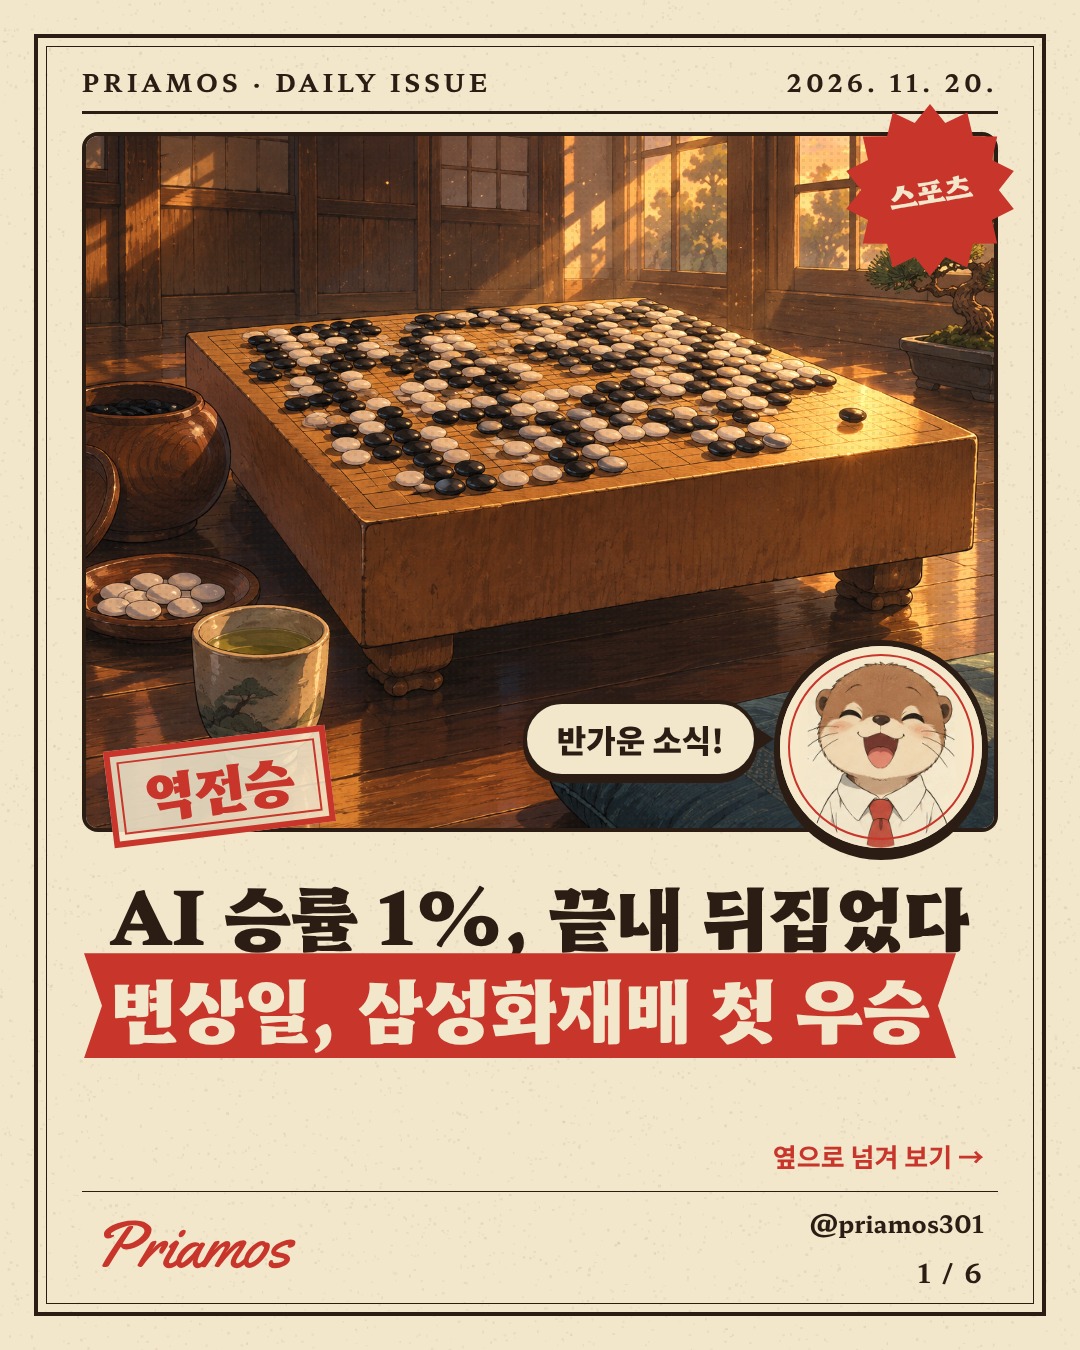 PRIAMOS · DAILY ISSUE
2026. 11. 20.
스포츠
반가운 소식!
역전승
AI 승률 1%, 끝내 뒤집었다
변상일, 삼성화재배 첫 우승
옆으로 넘겨 보기 →
Priamos
@priamos301
1 / 6